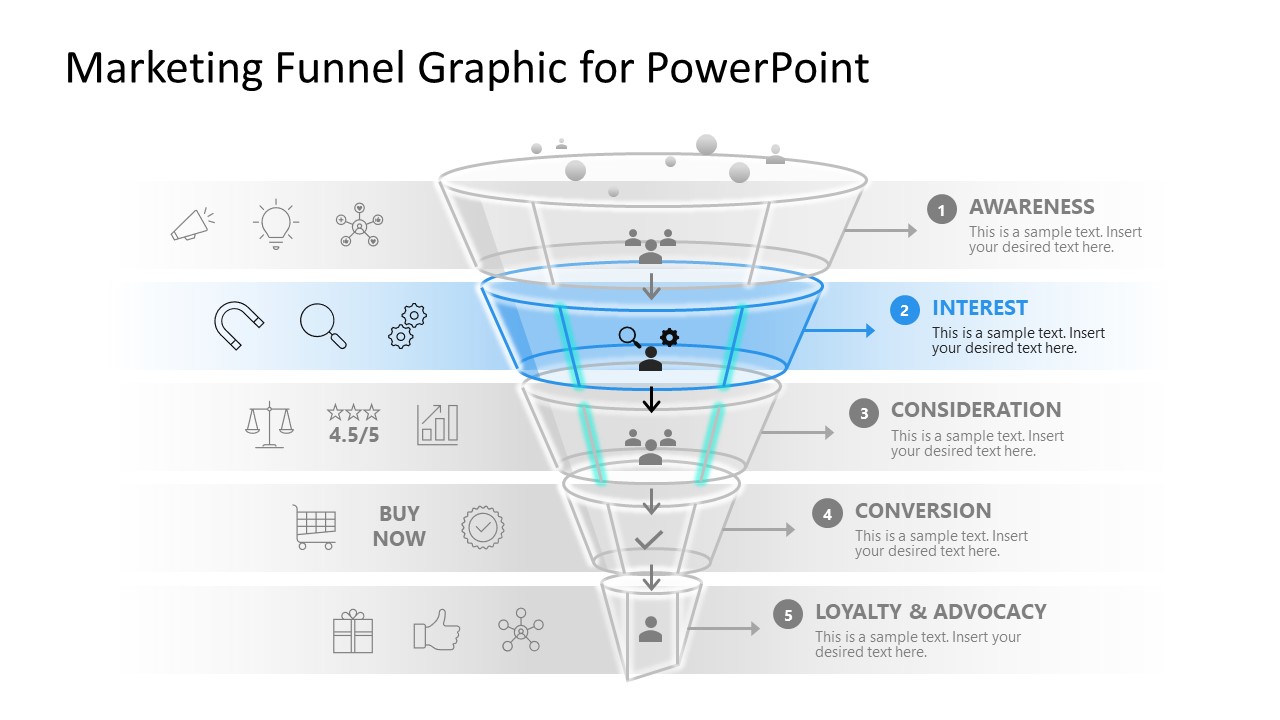 Marketing Funnel Graphic for PowerPoint
1 AWARENESS
This is a sample text. Insert
your desired text here.
2 INTEREST
This is a sample text. Insert
your desired text here.
4.5/5
3 CONSIDERATION
This is a sample text. Insert
your desired text here.
BUY
NOW
4 CONVERSION
This is a sample text. Insert
your desired text here.
5 LOYALTY & ADVOCACY
This is a sample text. Insert your
desired text here.